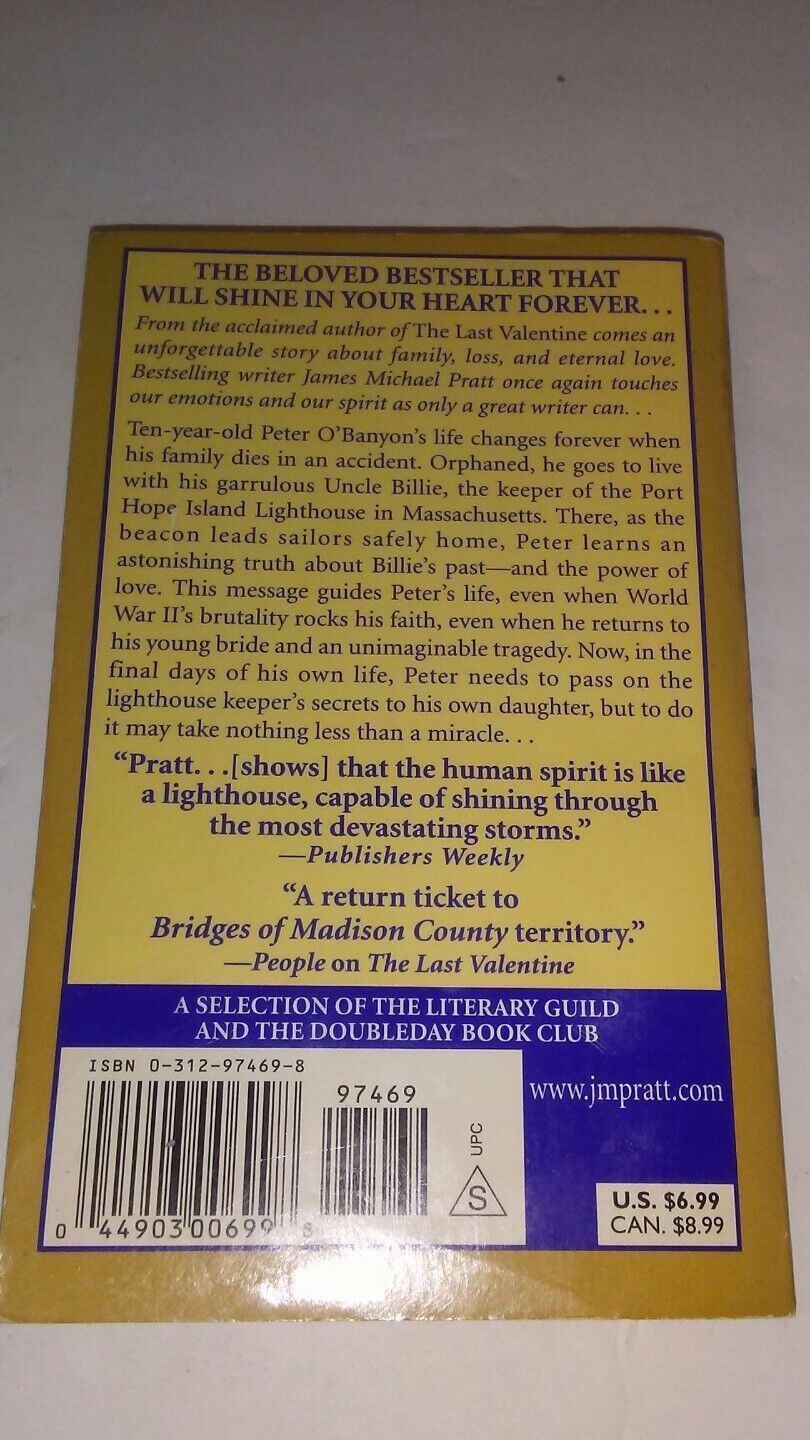 THE BELOVED BESTSELLER THAT
WILL SHINE IN YOUR HEART FOREVER. . .
From the acclaimed author of The Last Valentine comes an
unforgettable story about family, loss, and eternal love.
Bestselling writer James Michael Pratt once again touches
our emotions and our spirit as only a great writer can. . .
Ten-year-old Peter O'Banyon's life changes forever when
his family dies in an accident. Orphaned, he goes to live
with his garrulous Uncle Billie, the keeper of the Port
Hope Island Lighthouse in Massachusetts. There, as the
beacon leads sailors safely home, Peter learns an
astonishing truth about Billie's past—and the power of
love. This message guides Peter's life, even when World
War II's brutality rocks his faith, even when he returns to
his young bride and an unimaginable tragedy. Now, in the
final days of his own life, Peter needs to pass on the
lighthouse keeper's secrets to his own daughter, but to do
it may take nothing less than a miracle. . .
“Pratt. . .[shows] that the human spirit is like
a lighthouse, capable of shining through
the most devastating storms.”
—Publishers Weekly
“A return ticket to
Bridges of Madison County territory.”
—People on The Last Valentine
A SELECTION OF THE LITERARY GUILD
AND THE DOUBLEDAY BOOK CLUB
ISBN 0-312-97469-8
97469
www.jmpratt.com
UPC
S
0 44903 00699 8
U.S. $6.99
CAN. $8.99